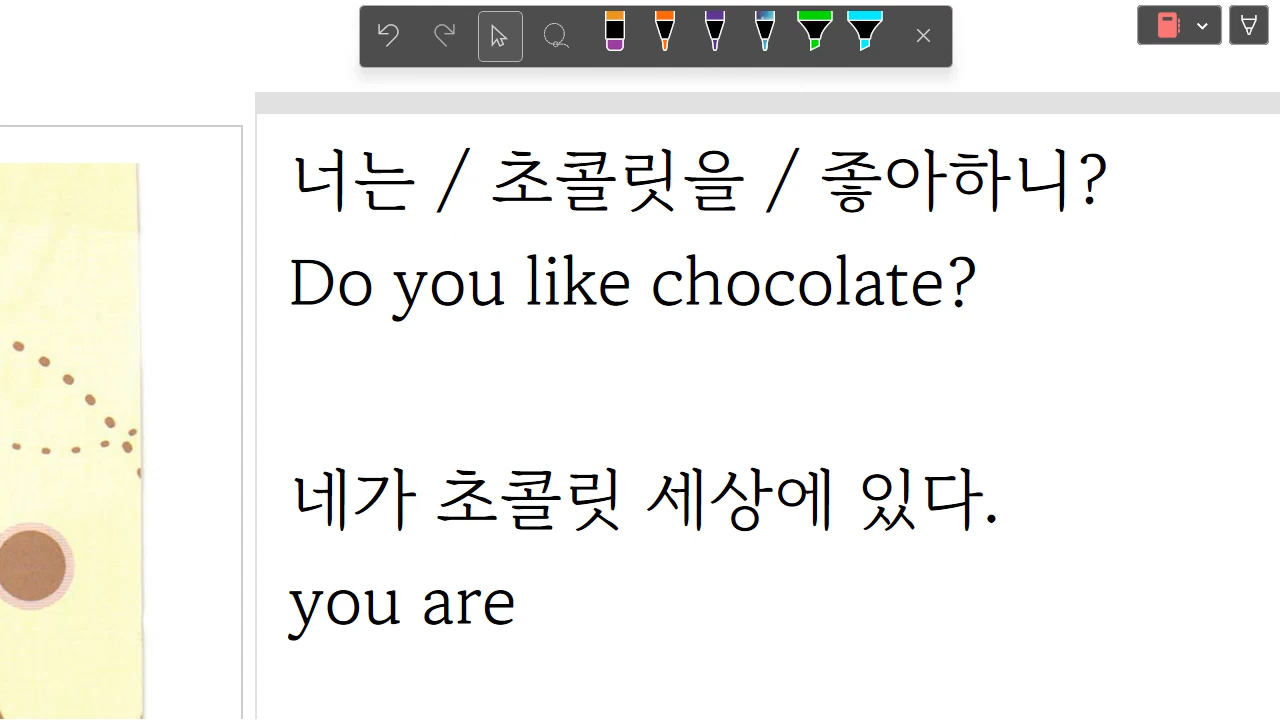 너는 / 초콜릿을 / 좋아하니?
Do you like chocolate?
네가 초콜릿 세상에 있다.
you are